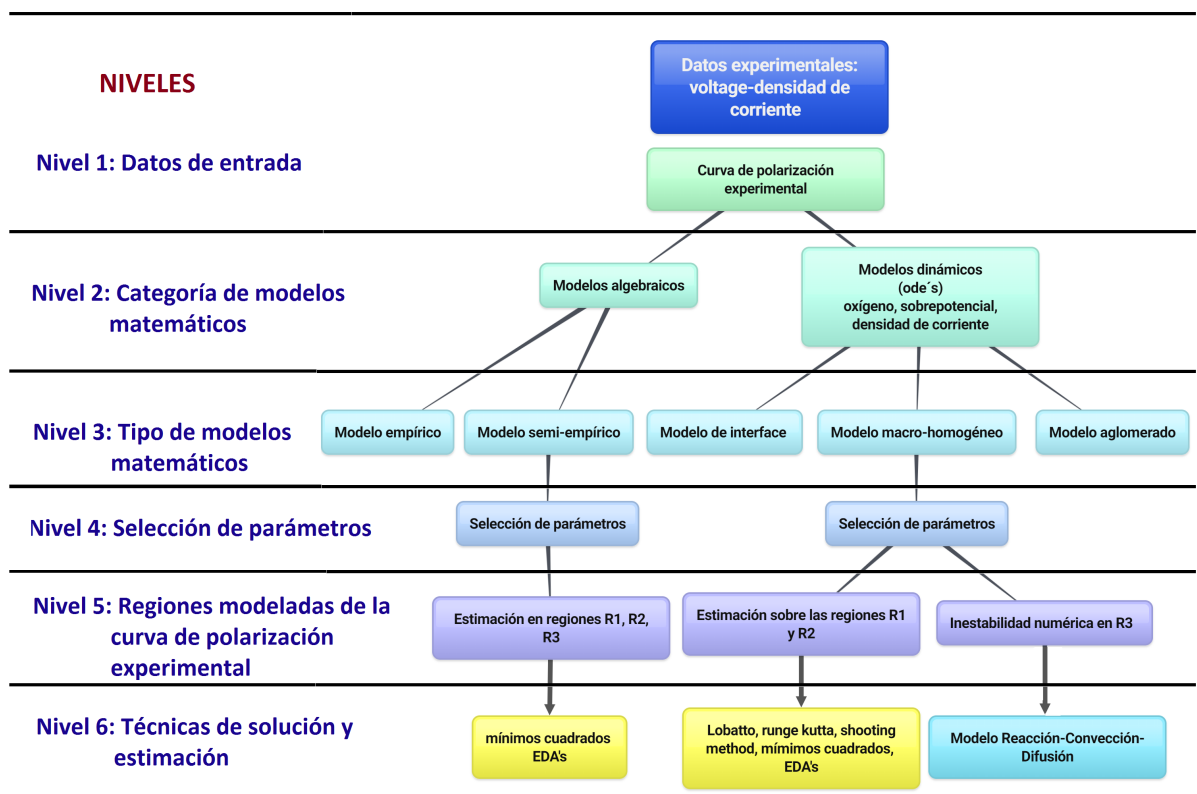 NIVELES
Datos experimentales:
voltage-densidad de
corriente
Nivel 1: Datos de entrada
Curva de polarización
experimental
Nivel 2: Categoría de modelos
matemáticos
Modelos algebraicos
Modelos dinámicos
(ode´s)
oxígeno, sobrepotencial,
densidad de corriente
Nivel 3: Tipo de modelos
matemáticos
Modelo empírico
Modelo semi-empírico
Modelo de interface
Modelo macro-homogéneo
Modelo aglomerado
Nivel 4: Selección de parámetros
Selección de parámetros
Selección de parámetros
Nivel 5: Regiones modeladas de la
curva de polarización
experimental
Estimación en regiones R1, R2,
R3
Estimación sobre las regiones R1
y R2
Inestabilidad numérica en R3
Nivel 6: Técnicas de solución y
estimación
mínimos cuadrados
EDA's
Lobatto, runge kutta, shooting
method, mímimos cuadrados,
EDA's
Modelo Reacción-Convección-
Difusión